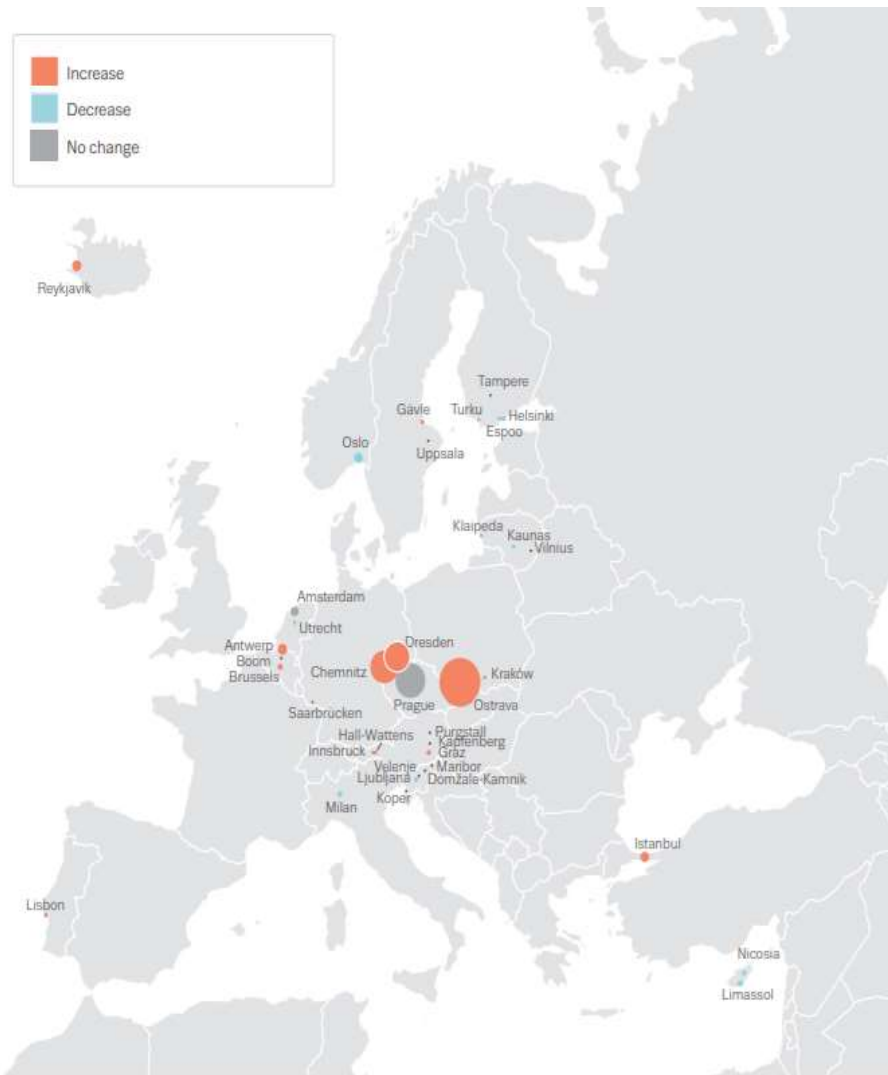 Increase
Decrease
No change
Reykjavik
Tampere
Gävle
Turku
Helsinki
Espoo
Oslo
Uppsala
Klaipeda
Kaunas
Vilnius
Amsterdam
Utrecht
Antwerp
Dresden
Boom
Chemnitz
Brussels
Kraków
Prague
Ostrava
Saarbrücken
Purgstall
Hall-Wattens
Kapfenberg
Innsbruck
Graz
Velenje
Maribor
Ljubljana
Domžale-Kamnik
Koper
Milan
Istanbul
Lisbon
Nicosia
Limassol